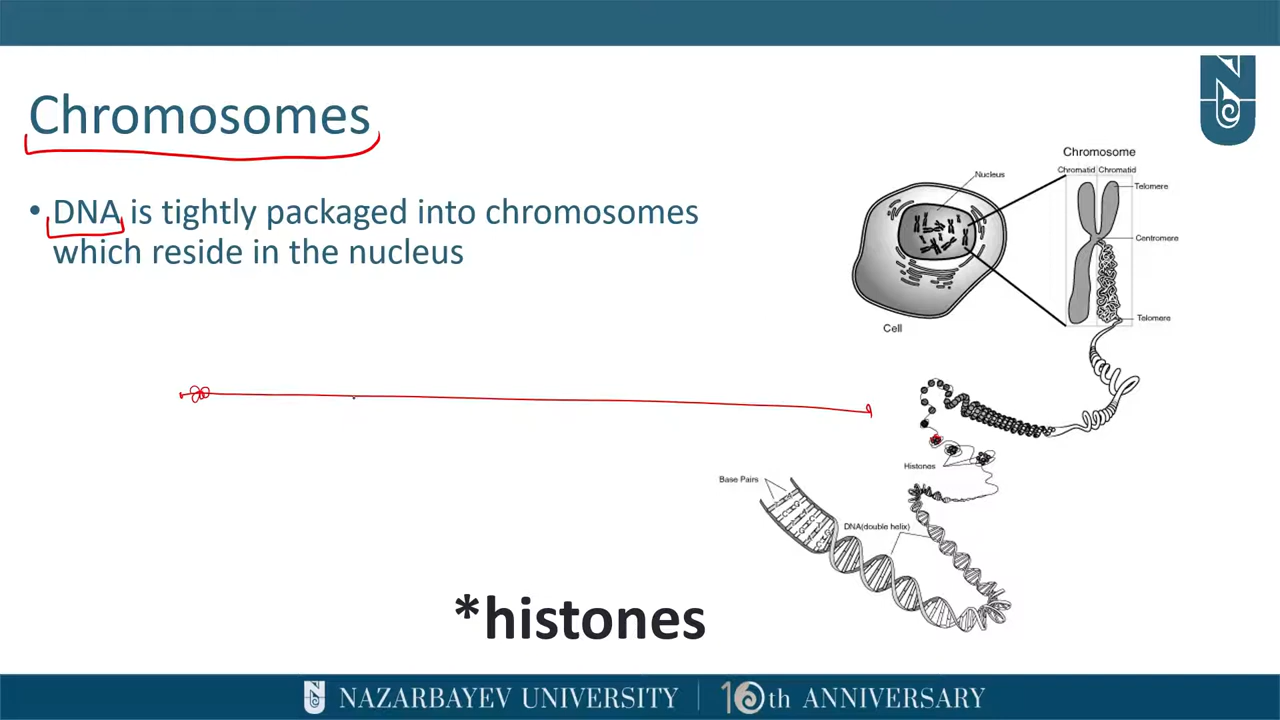 Chromosomes
• DNA is tightly packaged into chromosomes
which reside in the nucleus
Chromosome
Chromatid Chromatid
Nucleus
Telomere
Centromere
Telomere
Cell
Histones
Base Pairs
DNA(double helix)
*histones
NAZARBAYEV UNIVERSITY | 10th ANNIVERSARY